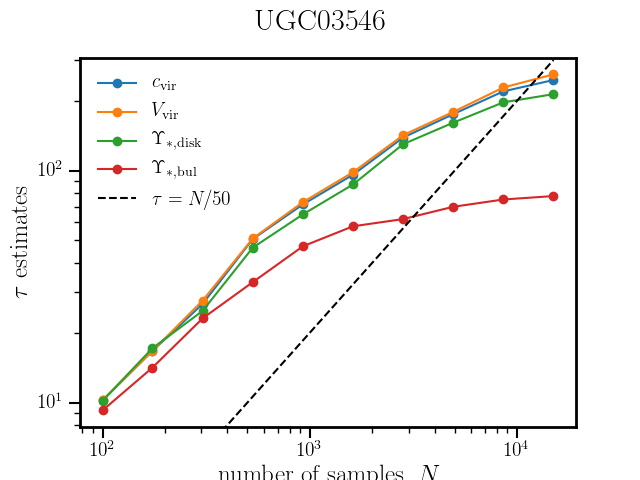 UGC03546
c_vir
V_vir
Υ_*,disk
Υ_*,bul
τ = N/50
τ estimates
10^2
10^1
10^2
10^3
10^4
number of samples, N